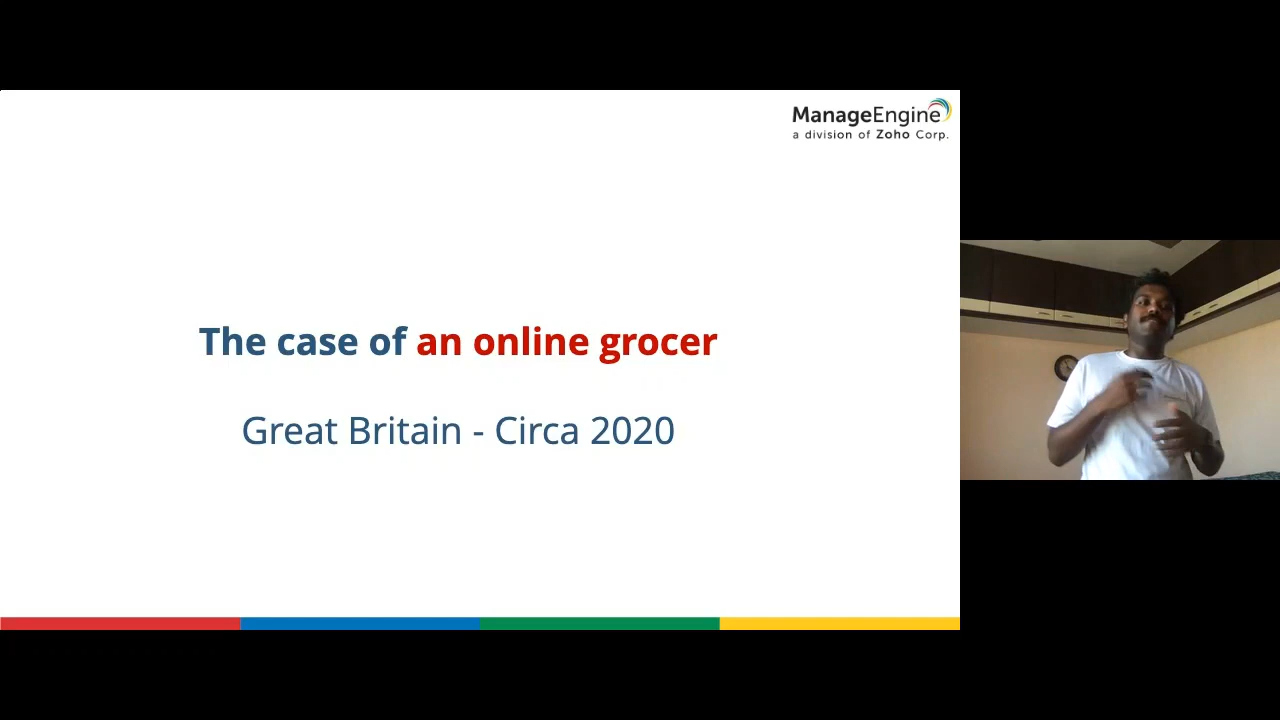 ManageEngine
a division of Zoho Corp.
The case of an online grocer
Great Britain - Circa 2020